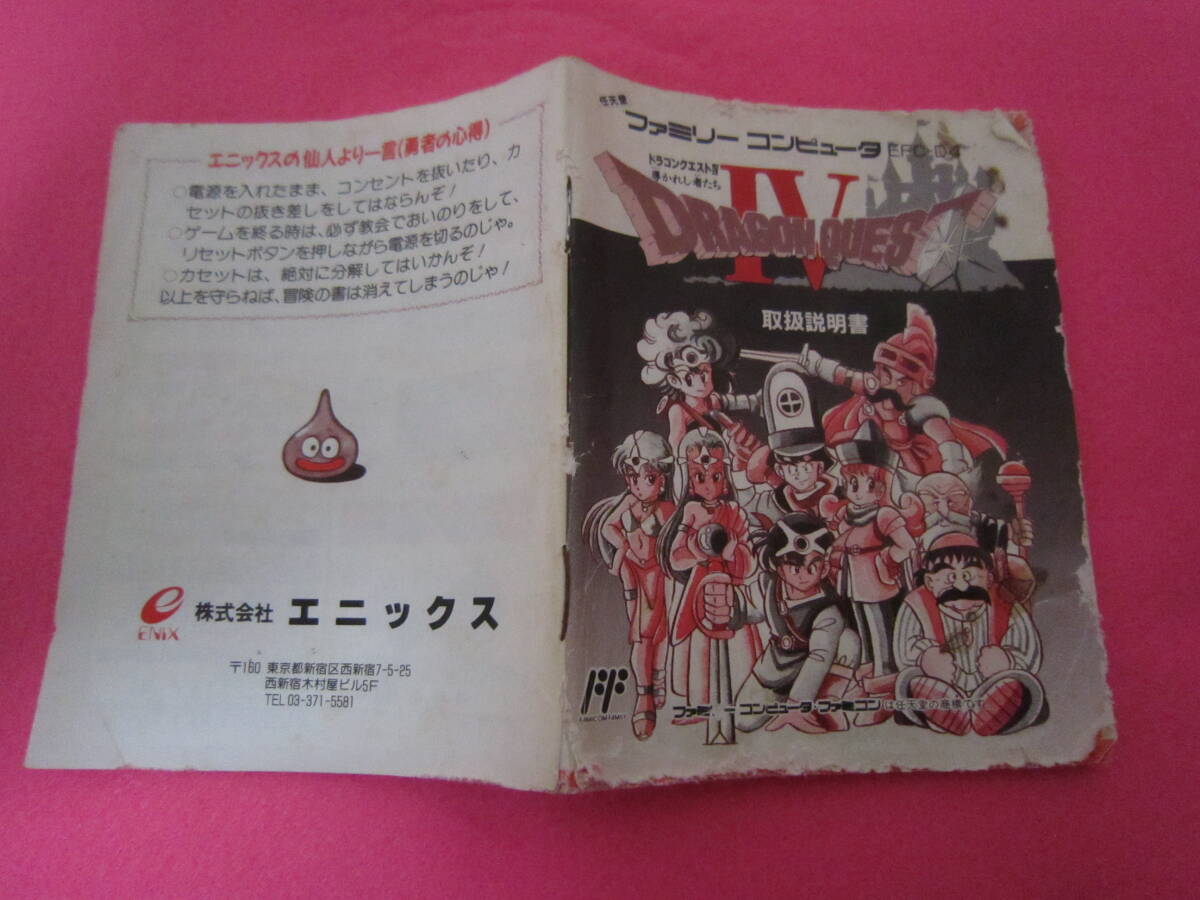 エニックスの仙人より一言(勇者の心得)
○電源を入れたまま、コンセントを抜いたり、カ
セットの抜き差しをしてはならんぞ!
○ゲームを終る時は、必ず教会でおいのりをして、
リセットボタンを押しながら電源を切るのじゃ。
○カセットは、絶対に分解してはいかんぞ!
以上を守らねば、冒険の書は消えてしまうのじゃ!
ENIX
株式会社 エニックス
〒160 東京都新宿区西新宿7-5-25
西新宿木村屋ビル5F
TEL 03-371-5581
任天堂
ファミリー コンピュータ EFC-D4
ドラゴンクエストIV
導かれし者たち
IV
DRAGON QUEST
取扱説明書
FAMICOM FAMILY
ファミリー コンピュータ・ファミコンは任天堂の商標です